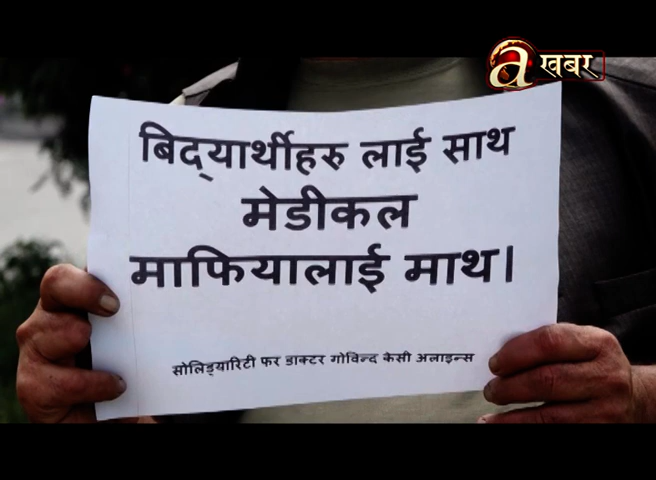 a खबर
बिद्यार्थीहरु लाई साथ
मेडीकल
माफियालाई माथ।
सोलिड्यारिटी फर डाक्टर गोविन्द केसी अलाइन्स